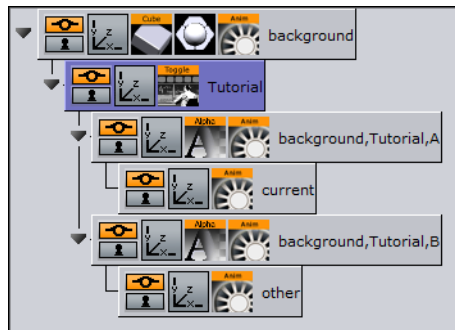 Cube Anim background
Toggle Tutorial
Alpha Anim background,Tutorial,A
Anim current
Alpha Anim background,Tutorial,B
Anim other